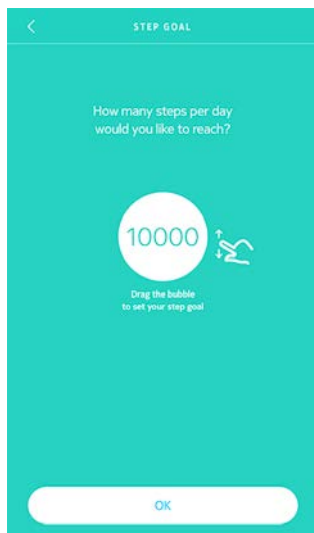 STEP GOAL
How many steps per day
would you like to reach?
10000
Drag the bubble
to set your step goal
OK